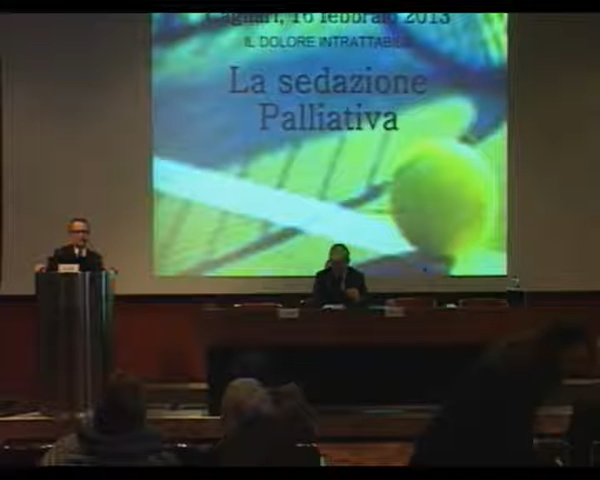 Cagliari, 16 febbraio 2013
IL DOLORE INTRATTABILE
La sedazione
Palliativa